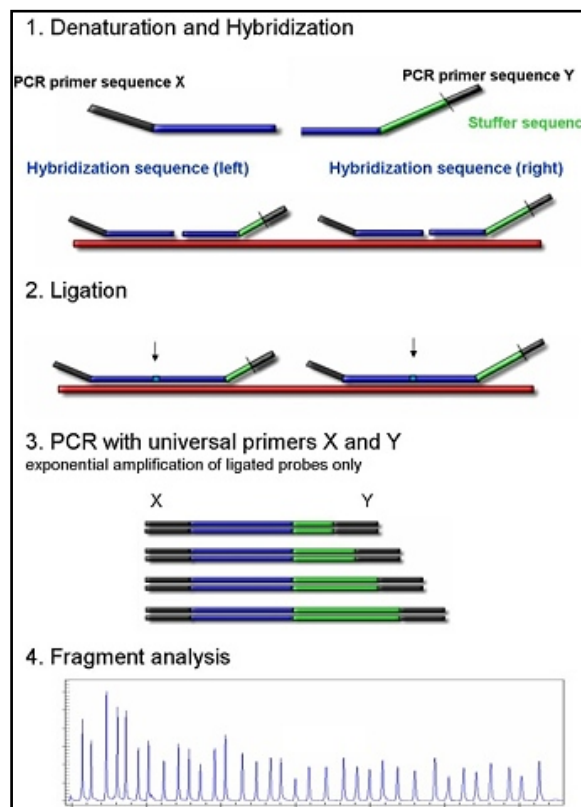 1. Denaturation and Hybridization
PCR primer sequence X
PCR primer sequence Y
Stuffer sequenc
Hybridization sequence (left)
Hybridization sequence (right)
2. Ligation
3. PCR with universal primers X and Y
exponential amplification of ligated probes only
X Y
4. Fragment analysis